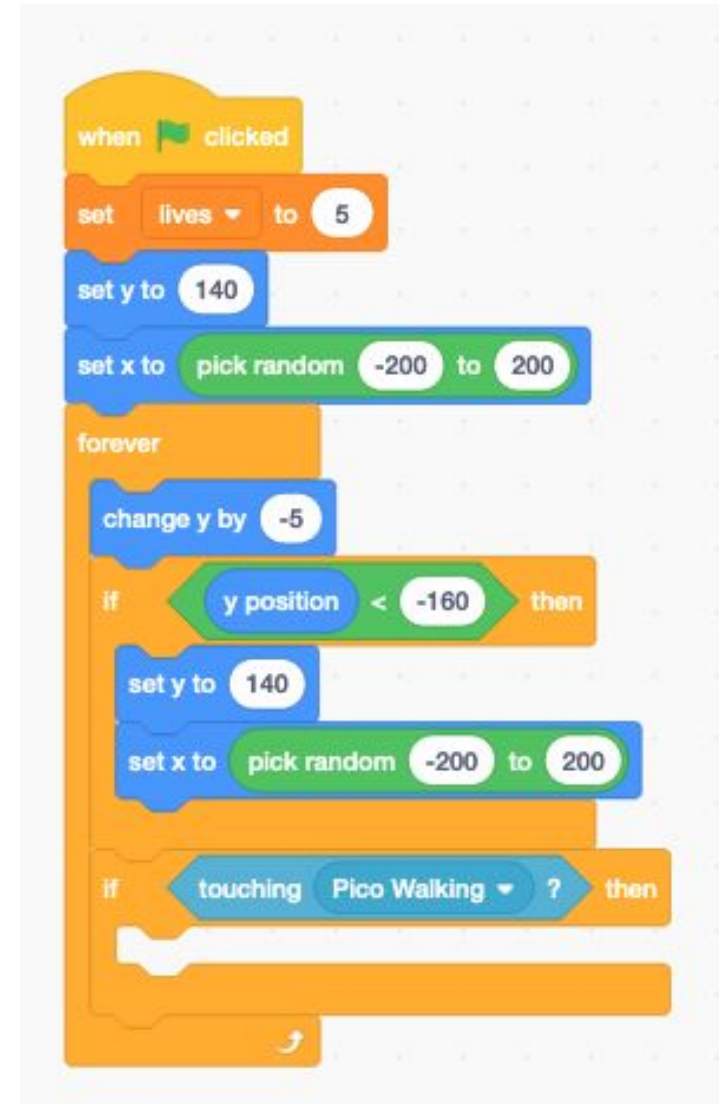 when clicked
set lives to 5
set y to 140
set x to pick random -200 to 200
forever
change y by -5
if y position < -160 then
set y to 140
set x to pick random -200 to 200
if touching Pico Walking ? then